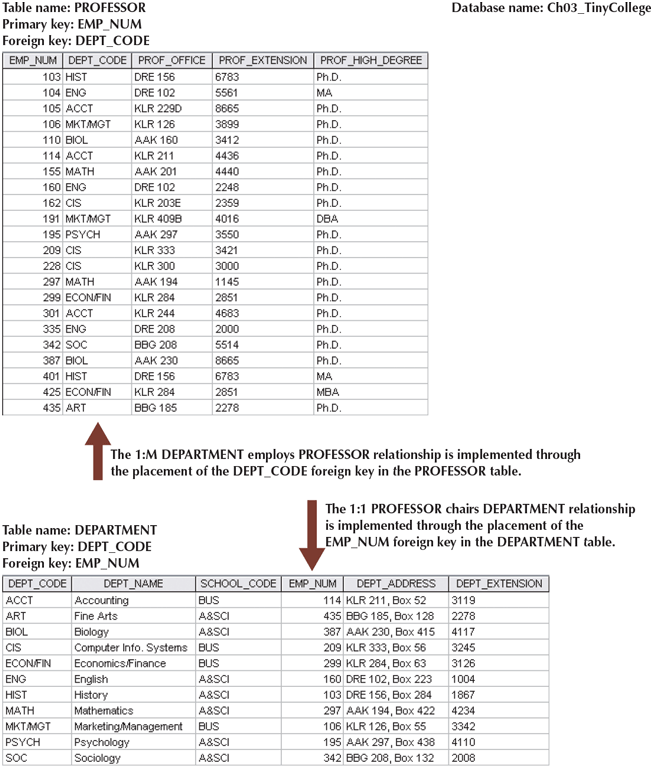 Table name: PROFESSOR Database name: Ch03_TinyCollege
Primary key: EMP_NUM
Foreign key: DEPT_CODE
EMP_NUM DEPT_CODE PROF_OFFICE PROF_EXTENSION PROF_HIGH_DEGREE
103 HIST DRE 156 6783 Ph.D.
104 ENG DRE 102 5561 MA
105 ACCT KLR 229D 8665 Ph.D.
106 MKT/MGT KLR 126 3899 Ph.D.
110 BIOL AAK 160 3412 Ph.D.
114 ACCT KLR 211 4436 Ph.D.
155 MATH AAK 201 4440 Ph.D.
160 ENG DRE 102 2248 Ph.D.
162 CIS KLR 203E 2359 Ph.D.
191 MKT/MGT KLR 409B 4016 DBA
195 PSYCH AAK 297 3550 Ph.D.
209 CIS KLR 333 3421 Ph.D.
228 CIS KLR 300 3000 Ph.D.
297 MATH AAK 194 1145 Ph.D.
299 ECON/FIN KLR 284 2851 Ph.D.
301 ACCT KLR 244 4683 Ph.D.
335 ENG DRE 208 2000 Ph.D.
342 SOC BBG 208 5514 Ph.D.
387 BIOL AAK 230 8665 Ph.D.
401 HIST DRE 156 6783 MA
425 ECON/FIN KLR 284 2851 MBA
435 ART BBG 185 2278 Ph.D.
The 1:M DEPARTMENT employs PROFESSOR relationship is implemented through
the placement of the DEPT_CODE foreign key in the PROFESSOR table.
The 1:1 PROFESSOR chairs DEPARTMENT relationship
is implemented through the placement of the
EMP_NUM foreign key in the DEPARTMENT table.
Table name: DEPARTMENT
Primary key: DEPT_CODE
Foreign key: EMP_NUM
DEPT_CODE DEPT_NAME SCHOOL_CODE EMP_NUM DEPT_ADDRESS DEPT_EXTENSION
ACCT Accounting BUS 114 KLR 211, Box 52 3119
ART Fine Arts A&SCI 435 BBG 185, Box 128 2278
BIOL Biology A&SCI 387 AAK 230, Box 415 4117
CIS Computer Info. Systems BUS 209 KLR 333, Box 56 3245
ECON/FIN Economics/Finance BUS 299 KLR 284, Box 63 3126
ENG English A&SCI 160 DRE 102, Box 223 1004
HIST History A&SCI 103 DRE 156, Box 284 1867
MATH Mathematics A&SCI 297 AAK 194, Box 422 4234
MKT/MGT Marketing/Management BUS 106 KLR 126, Box 55 3342
PSYCH Psychology A&SCI 195 AAK 297, Box 438 4110
SOC Sociology A&SCI 342 BBG 208, Box 132 2008